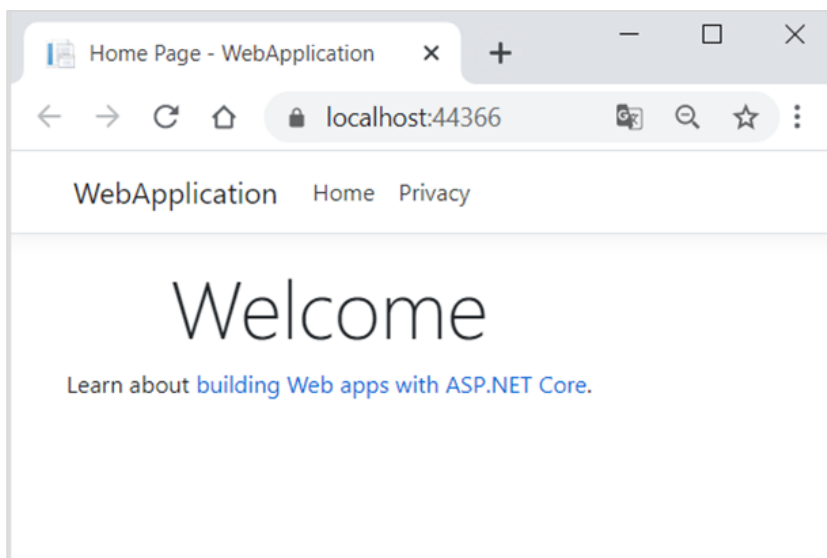 Home Page - WebApplication
localhost:44366
WebApplication Home Privacy
Welcome
Learn about building Web apps with ASP.NET Core.